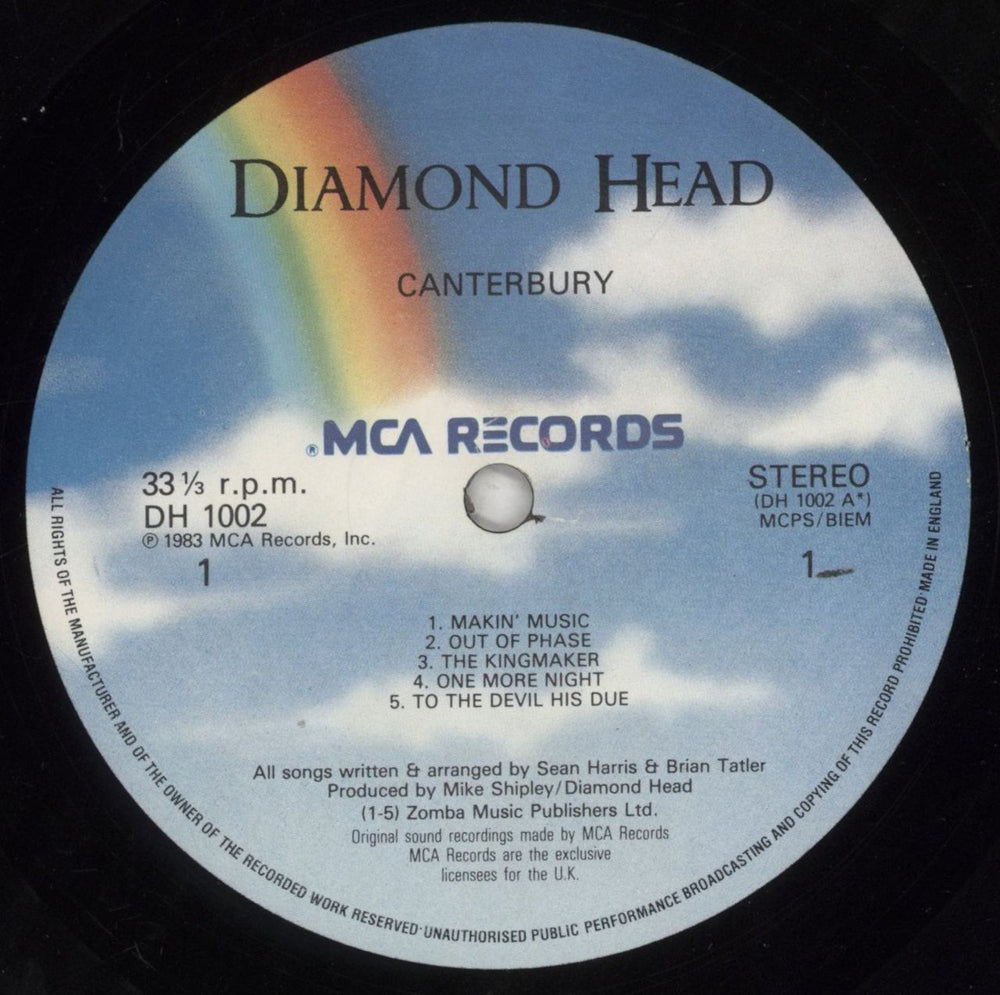 DIAMOND HEAD
CANTERBURY
® MCA RECORDS
33⅓ r.p.m.
DH 1002
℗ 1983 MCA Records, Inc.
1
STEREO
(DH 1002 A*)
MCPS/BIEM
1
1. MAKIN' MUSIC
2. OUT OF PHASE
3. THE KINGMAKER
4. ONE MORE NIGHT
5. TO THE DEVIL HIS DUE
All songs written & arranged by Sean Harris & Brian Tatler
Produced by Mike Shipley/Diamond Head
(1-5) Zomba Music Publishers Ltd.
Original sound recordings made by MCA Records
MCA Records are the exclusive
licensees for the U.K.
ALL RIGHTS OF THE MANUFACTURER AND OF THE OWNER OF THE RECORDED WORK RESERVED·UNAUTHORISED PUBLIC PERFORMANCE BROADCASTING AND COPYING OF THIS RECORD PROHIBITED·MADE IN ENGLAND